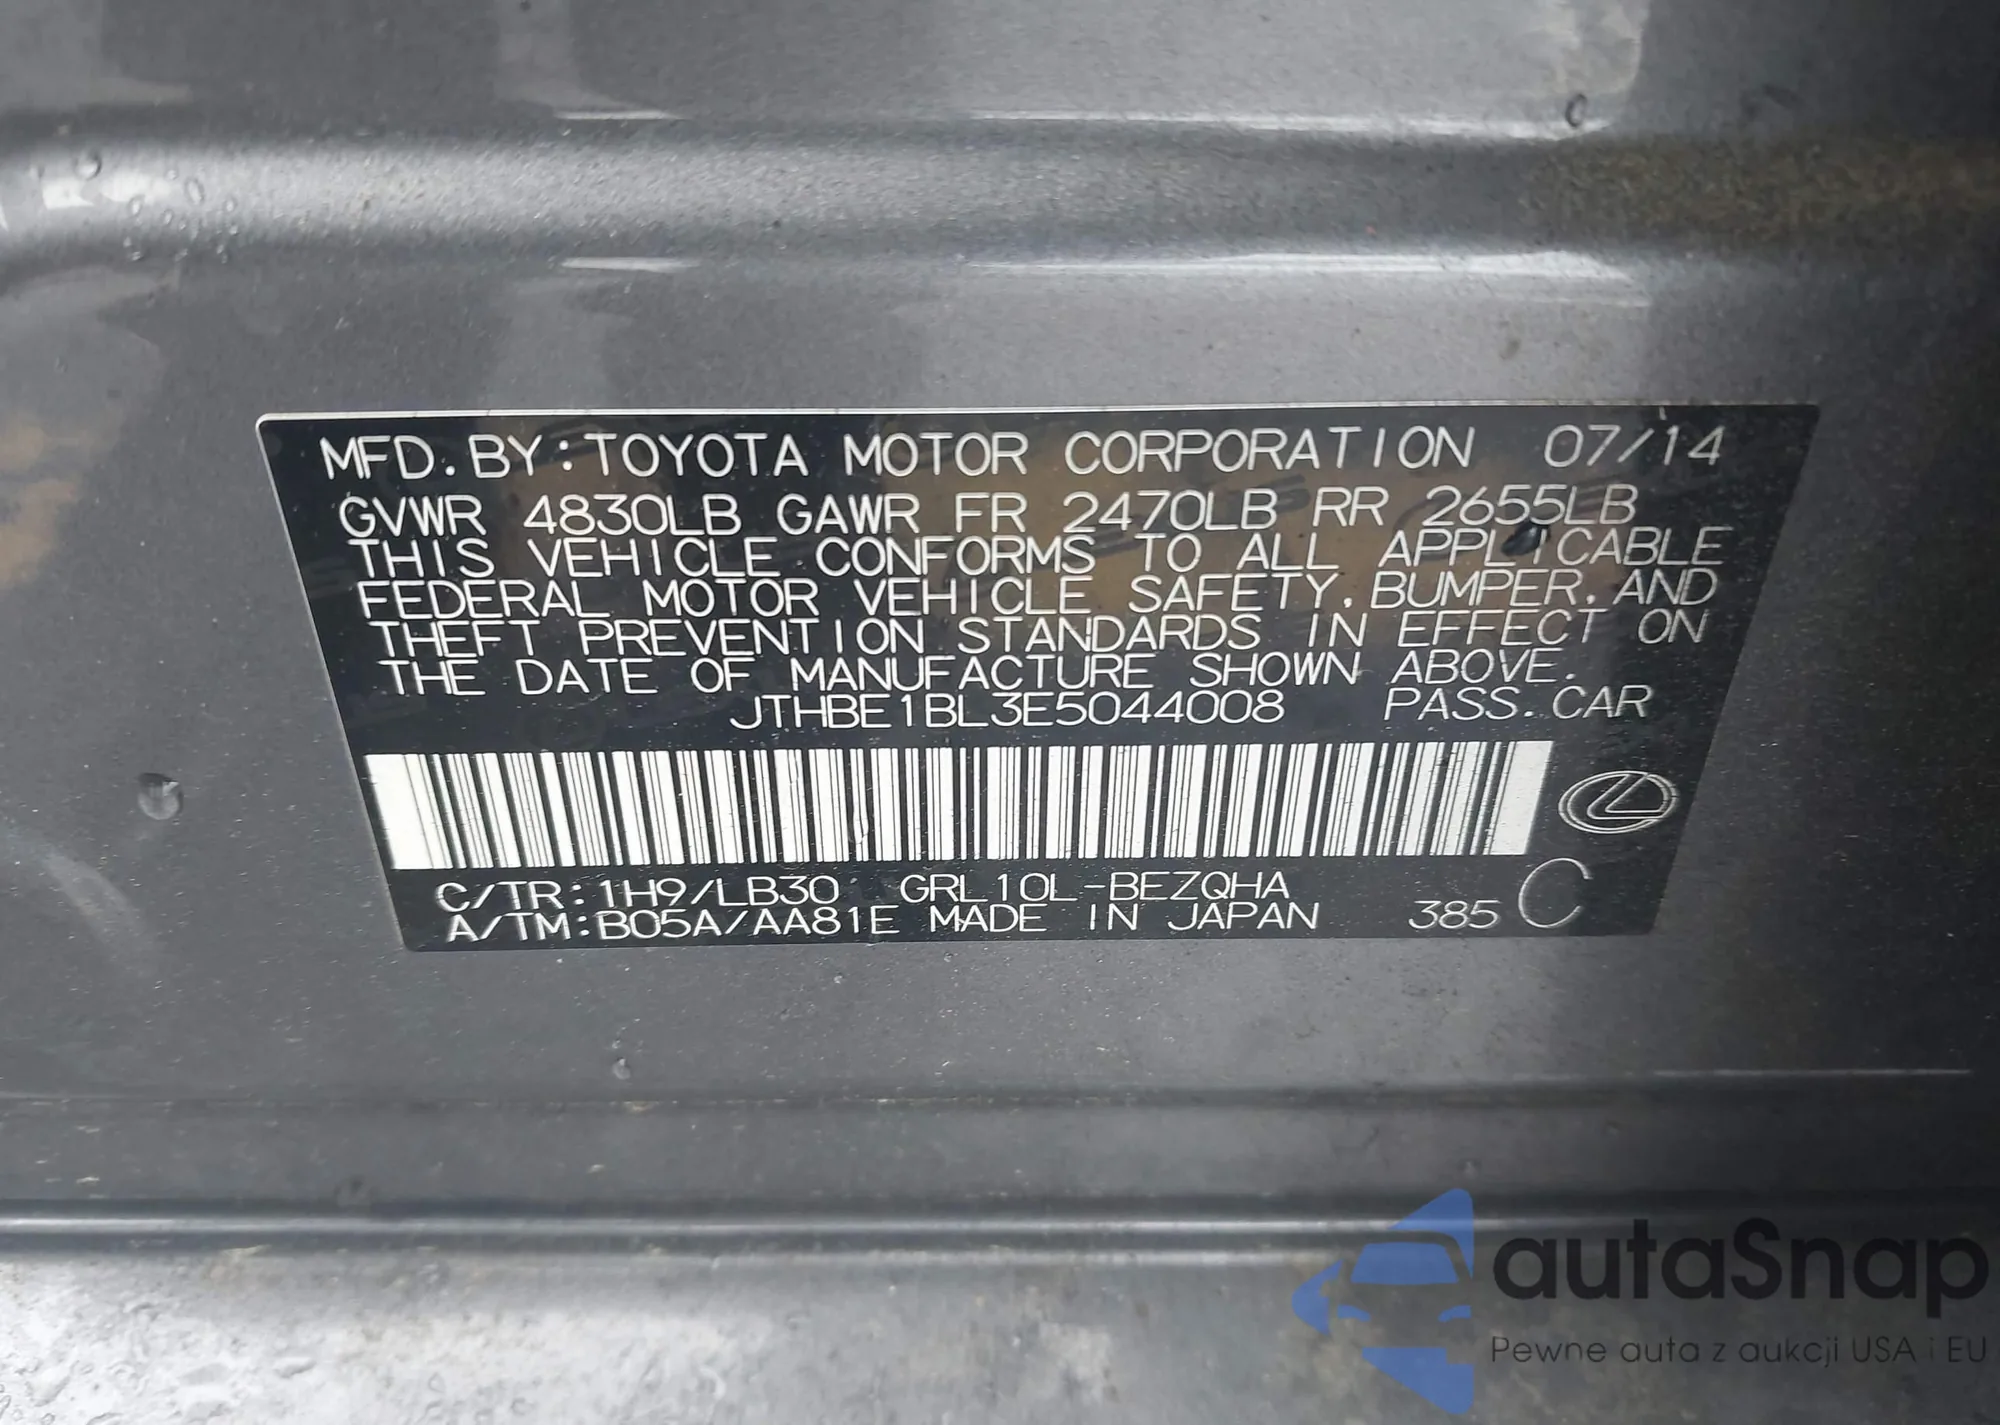 MFD. BY: TOYOTA MOTOR CORPORATION 07/14
GVWR 4830LB GAWR FR 2470LB RR 2655LB
THIS VEHICLE CONFORMS TO ALL APPLICABLE
FEDERAL MOTOR VEHICLE SAFETY, BUMPER, AND
THEFT PREVENTION STANDARDS IN EFFECT ON
THE DATE OF MANUFACTURE SHOWN ABOVE.
JTHBE1BL3E5044008 PASS. CAR
C/TR: 1H9/LB30 GRL10L-BEZQHA
A/TM: B05A/AA81E MADE IN JAPAN 385 C
autaSnap
Pewne auta z aukcji USA i EU